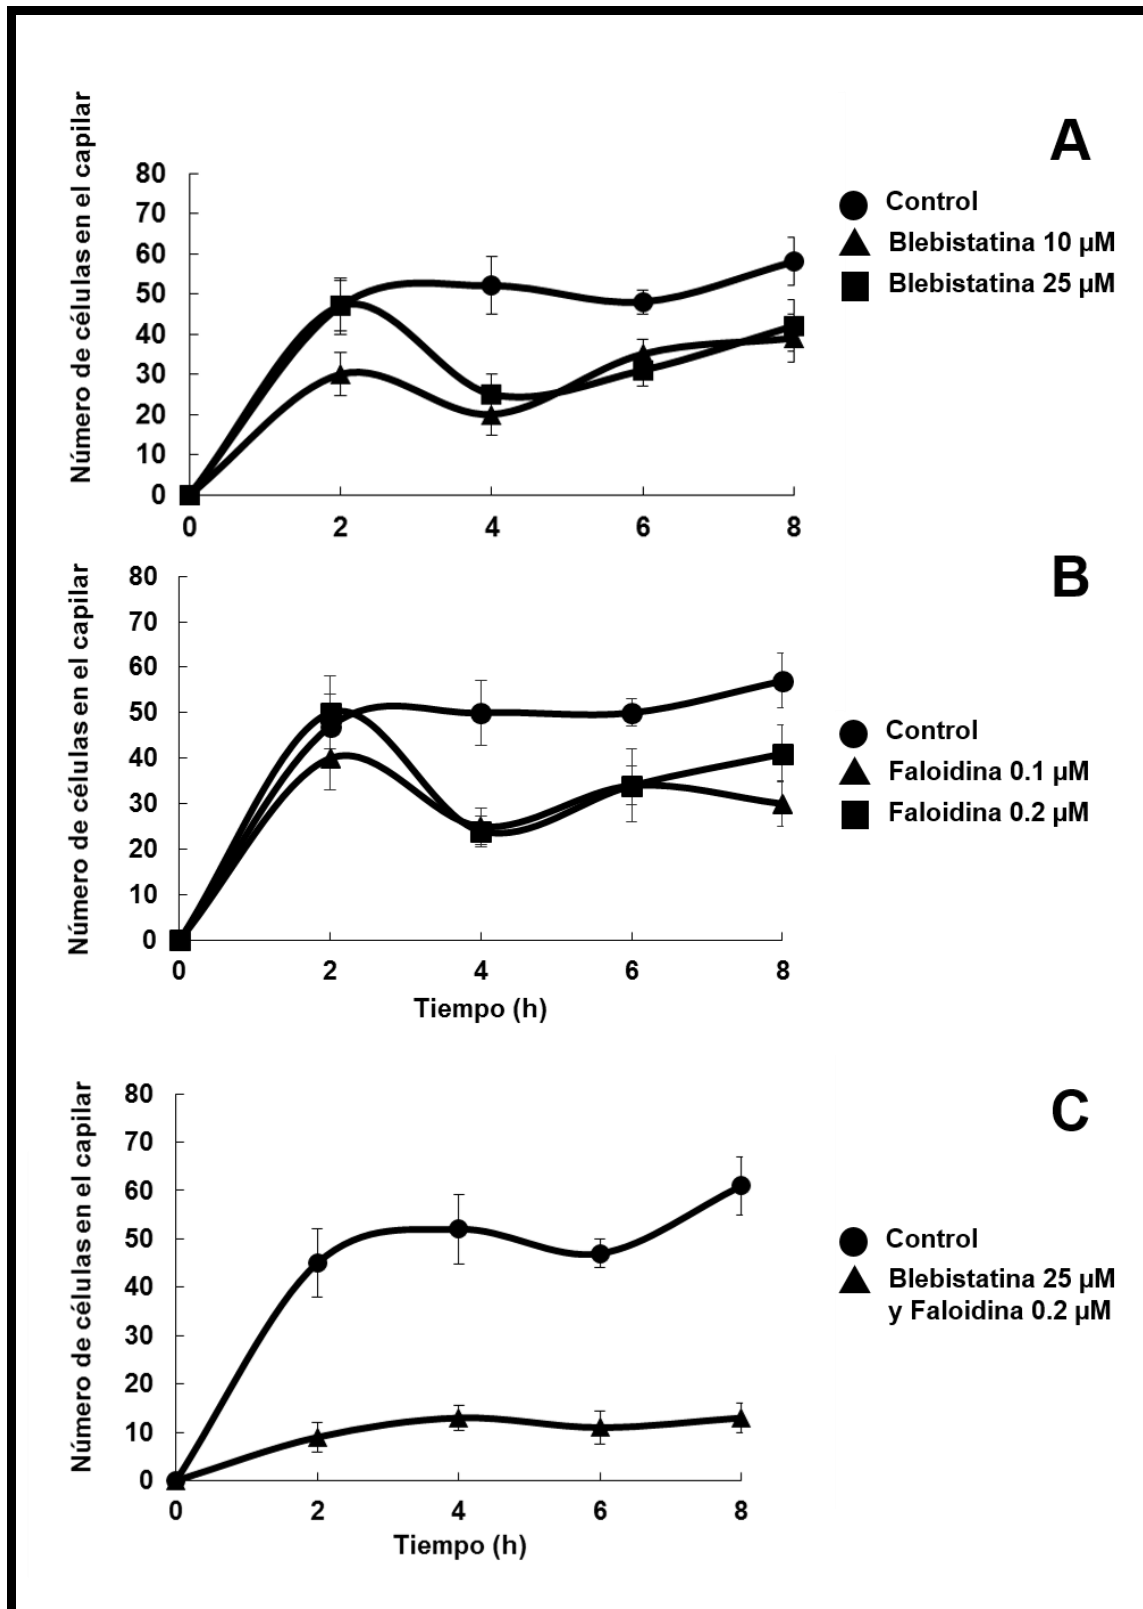 A
Número de células en el capilar
80
70
60
50
40
30
20
10
0
0 2 4 6 8
Control
Blebistatina 10 µM
Blebistatina 25 µM
B
Número de células en el capilar
80
70
60
50
40
30
20
10
0
0 2 4 6 8
Tiempo (h)
Control
Faloidina 0.1 µM
Faloidina 0.2 µM
C
Número de células en el capilar
80
70
60
50
40
30
20
10
0
0 2 4 6 8
Tiempo (h)
Control
Blebistatina 25 µM
y Faloidina 0.2 µM